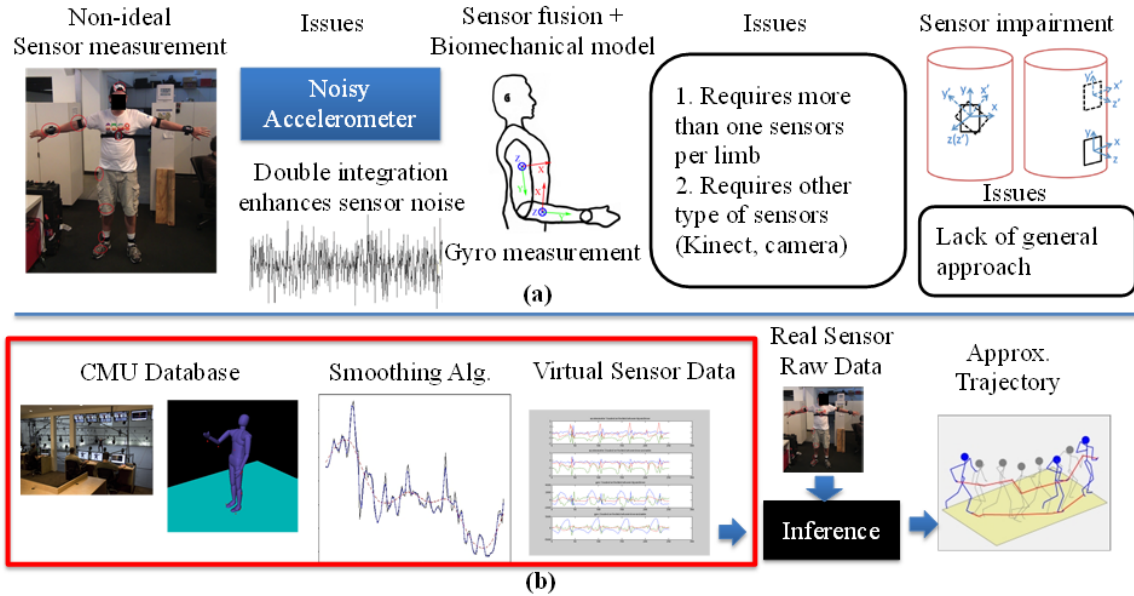 Non-ideal
Sensor measurement
Issues
Noisy
Accelerometer
Double integration
enhances sensor noise
Sensor fusion +
Biomechanical model
Z
X
Y
X
Z
Y
Gyro measurement
Issues
1. Requires more
than one sensors
per limb
2. Requires other
type of sensors
(Kinect, camera)
Sensor impairment
y'
y
x'
x
z(z')
y'
x'
z'
y
x
z
Issues
Lack of general
approach
(a)
CMU Database
Smoothing Alg.
Virtual Sensor Data
Real Sensor
Raw Data
Inference
Approx.
Trajectory
(b)